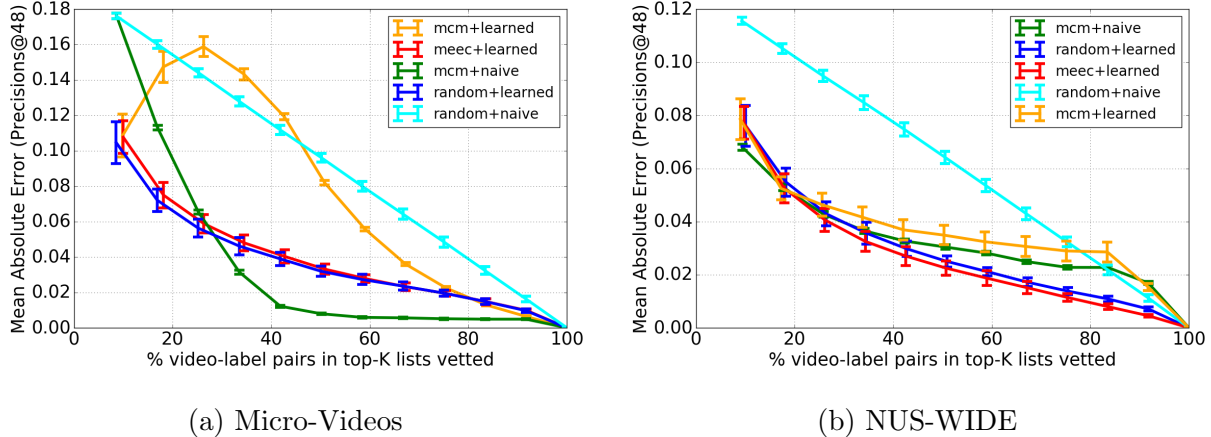 0.18
0.16
0.14
0.12
0.10
0.08
0.06
0.04
0.02
0.00
0
20
40
60
80
100
Mean Absolute Error (Precisions@48)
% video-label pairs in top-K lists vetted
mcm+learned
meec+learned
mcm+naive
random+learned
random+naive
(a) Micro-Videos
0.12
0.10
0.08
0.06
0.04
0.02
0.00
0
20
40
60
80
100
Mean Absolute Error (Precisions@48)
% video-label pairs in top-K lists vetted
mcm+naive
random+learned
meec+learned
random+naive
mcm+learned
(b) NUS-WIDE